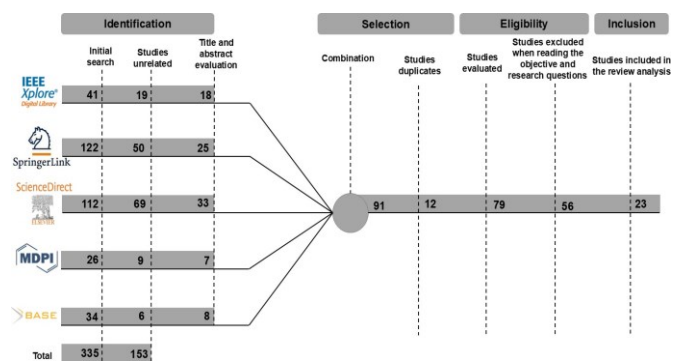 Identification
Selection
Eligibility
Inclusion
Initial
search
Studies
unrelated
Title and
abstract
evaluation
Combination
Studies
duplicates
Studies
evaluated
Studies excluded
when reading the
objective and
research questions
Studies included in
the review analysis
IEEE
Xplore®
Digital Library
41 19 18
SpringerLink
122 50 25
ScienceDirect
ELSEVIER
112 69 33
91 12 79 56 23
MDPI
26 9 7
BASE
34 6 8
Total 335 153